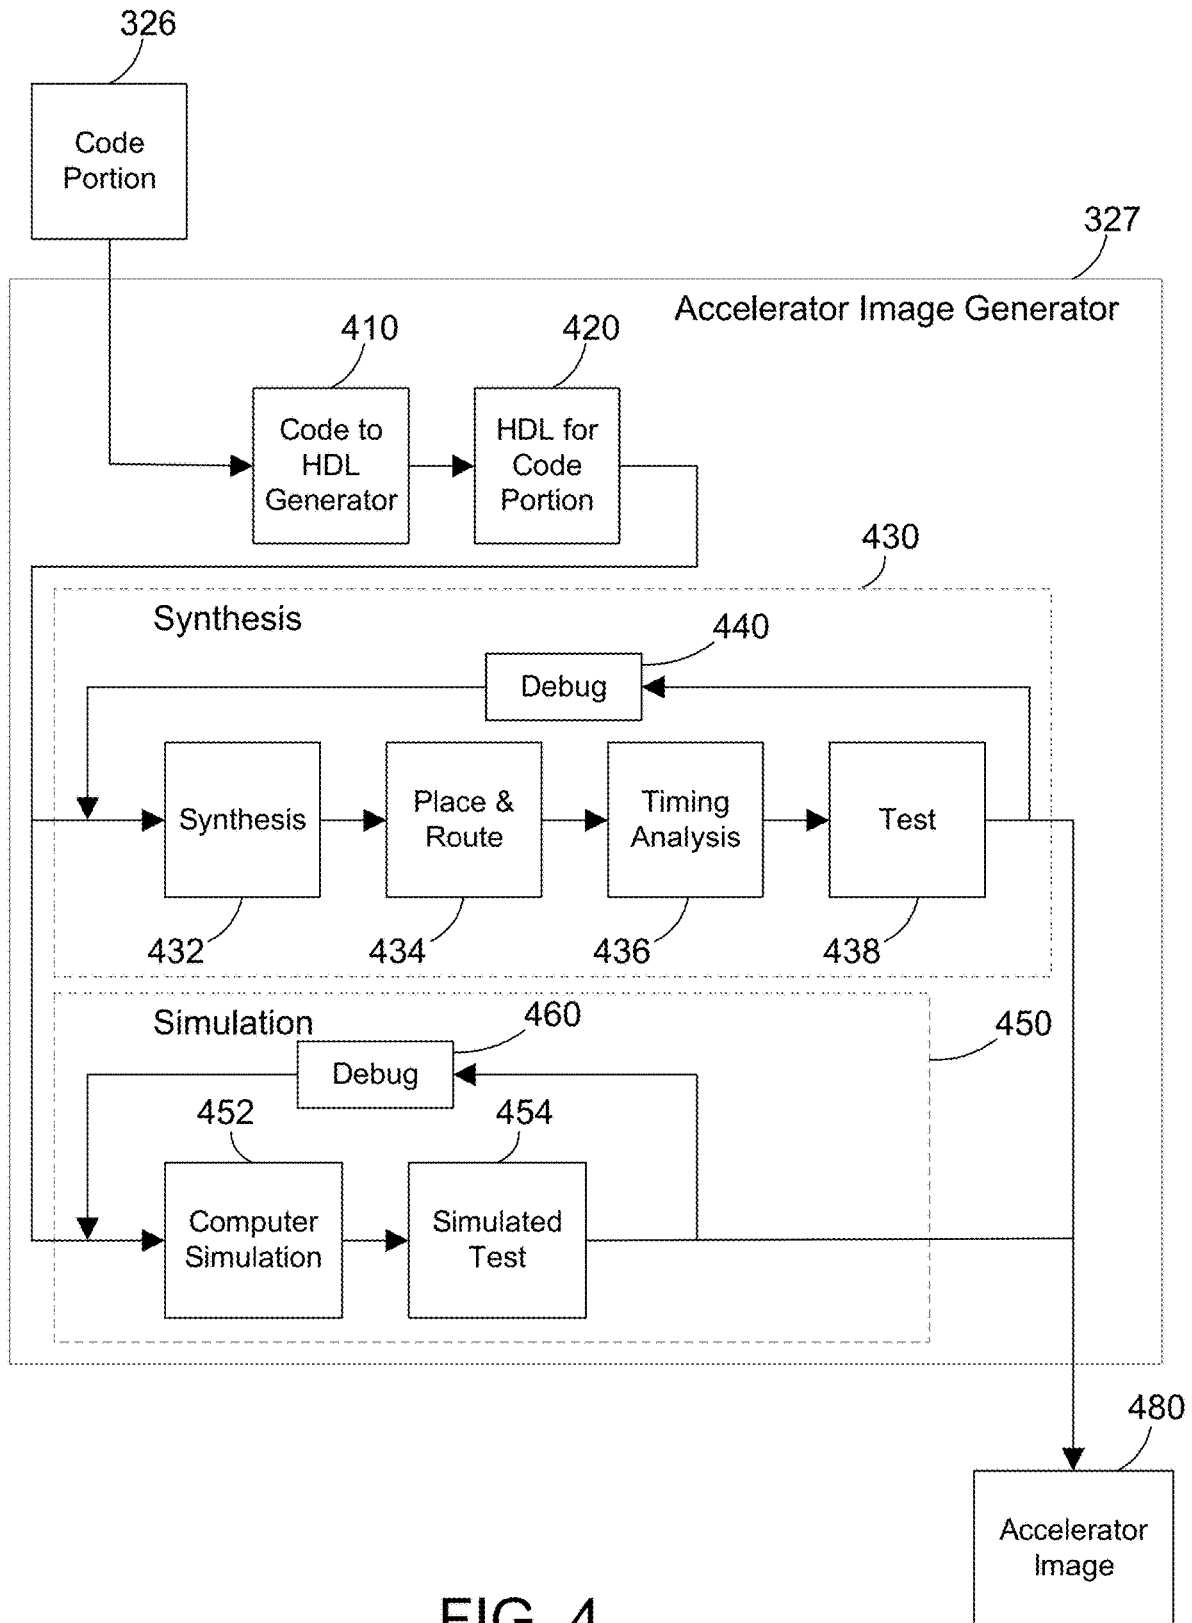 326
Code
Portion
327
Accelerator Image Generator
410
420
Code to
HDL
Generator
HDL for
Code
Portion
430
Synthesis
440
Debug
Synthesis
Place &
Route
Timing
Analysis
Test
432
434
436
438
Simulation
460
450
Debug
452
454
Computer
Simulation
Simulated
Test
480
Accelerator
Image
FIG. 4